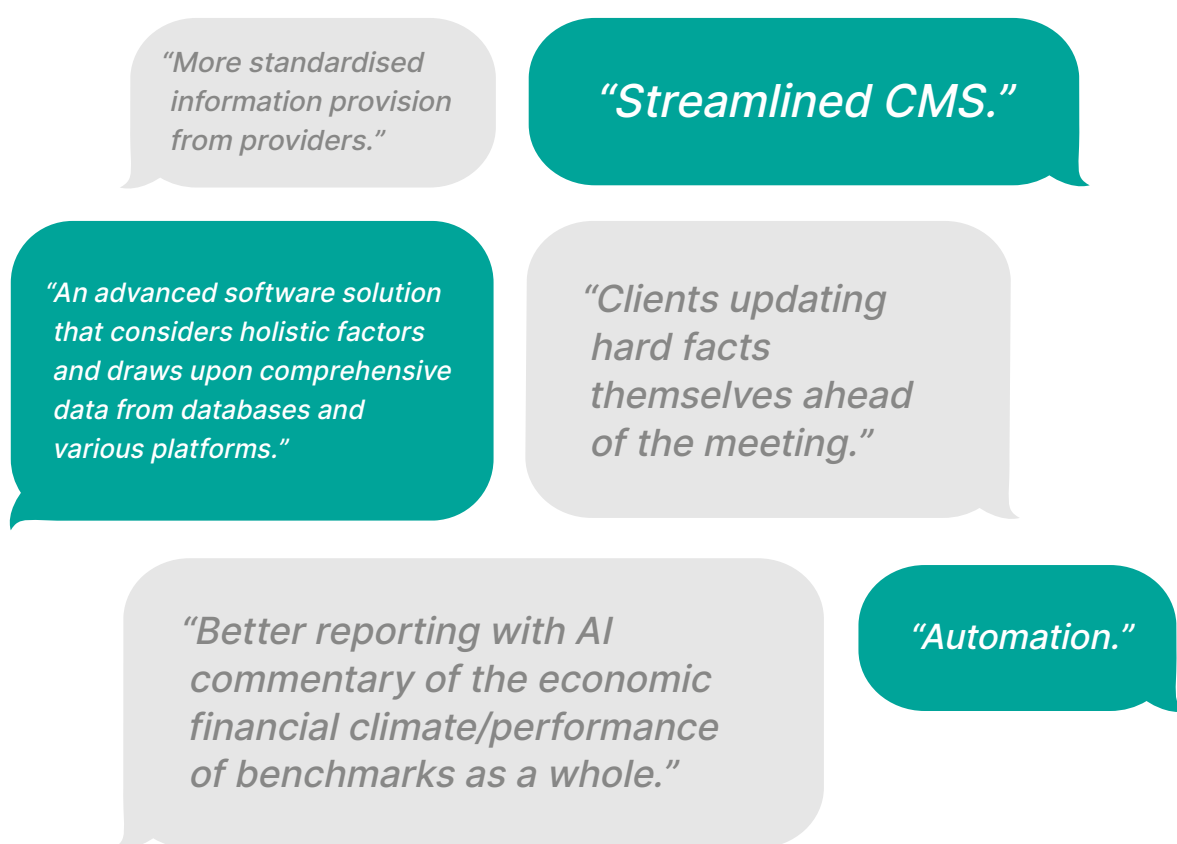 “More standardised
information provision
from providers.”
“Streamlined CMS.”
“An advanced software solution
that considers holistic factors
and draws upon comprehensive
data from databases and
various platforms.”
“Clients updating
hard facts
themselves ahead
of the meeting.”
“Better reporting with AI
commentary of the economic
financial climate/performance
of benchmarks as a whole.”
“Automation.”